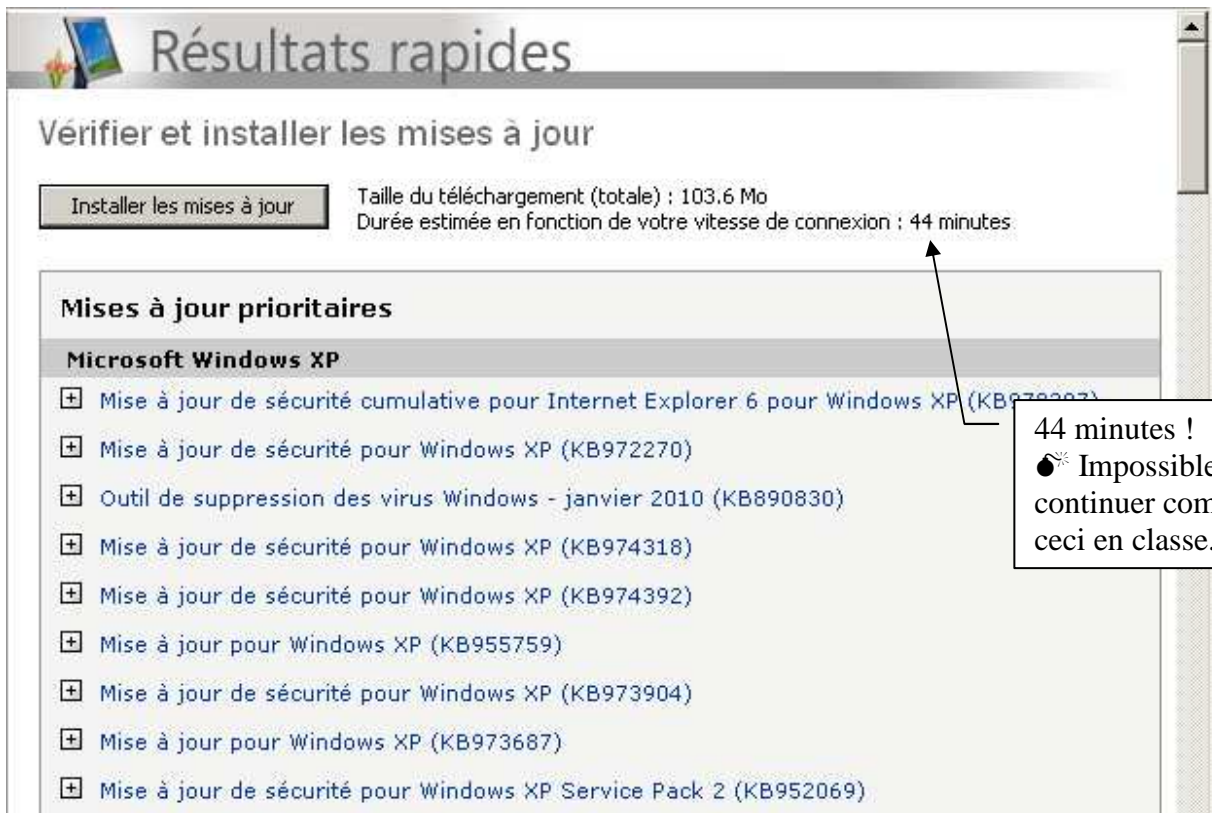 Résultats rapides
Vérifier et installer les mises à jour
Installer les mises à jour
Taille du téléchargement (totale) : 103.6 Mo
Durée estimée en fonction de votre vitesse de connexion : 44 minutes
Mises à jour prioritaires
Microsoft Windows XP
Mise à jour de sécurité cumulative pour Internet Explorer 6 pour Windows XP
Mise à jour de sécurité pour Windows XP (KB972270)
Outil de suppression des virus Windows - janvier 2010 (KB890830)
Mise à jour de sécurité pour Windows XP (KB974318)
Mise à jour de sécurité pour Windows XP (KB974392)
Mise à jour pour Windows XP (KB955759)
Mise à jour de sécurité pour Windows XP (KB973904)
Mise à jour pour Windows XP (KB973687)
Mise à jour de sécurité pour Windows XP Service Pack 2 (KB952069)
44 minutes !
Impossible
continuer
ceci en classe.